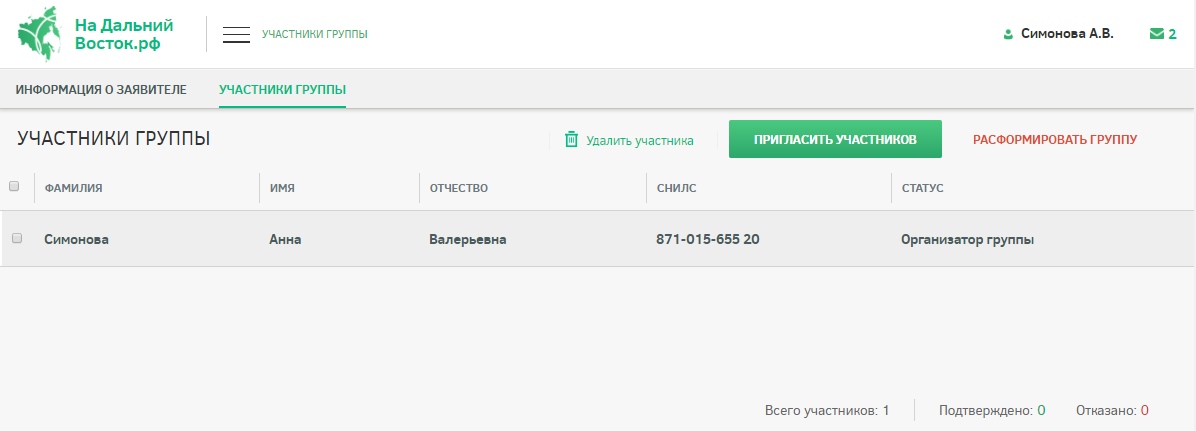 На Дальний
Восток.рф
УЧАСТНИКИ ГРУППЫ
Симонова А.В.
2
ИНФОРМАЦИЯ О ЗАЯВИТЕЛЕ УЧАСТНИКИ ГРУППЫ
УЧАСТНИКИ ГРУППЫ
Удалить участника
ПРИГЛАСИТЬ УЧАСТНИКОВ
РАСФОРМИРОВАТЬ ГРУППУ
ФАМИЛИЯ ИМЯ ОТЧЕСТВО СНИЛС СТАТУС
Симонова Анна Валерьевна 871-015-655 20 Организатор группы
Всего участников: 1 Подтверждено: 0 Отказано: 0